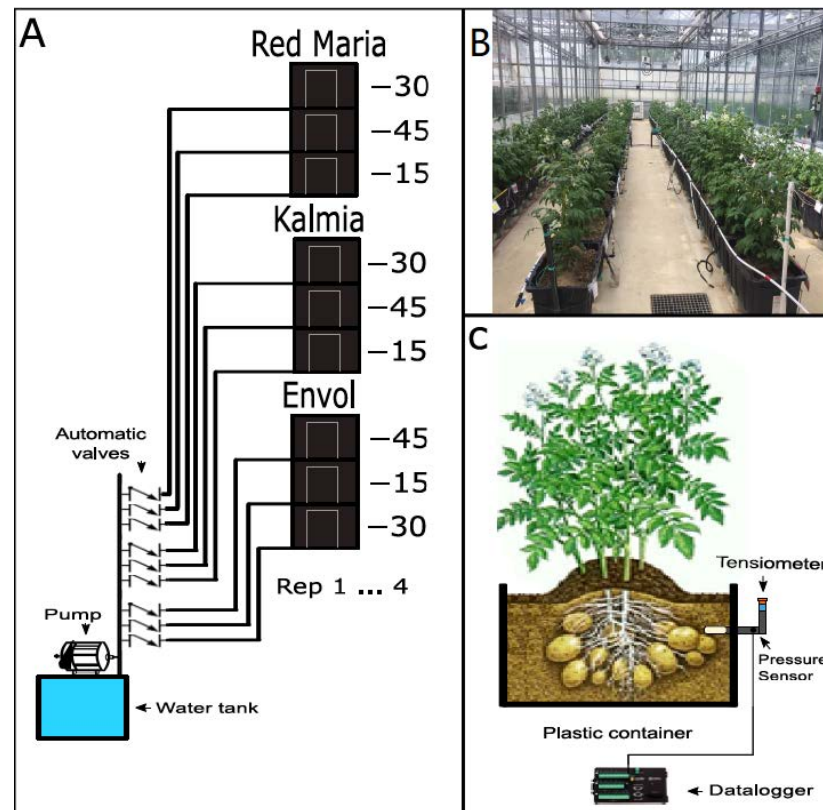 A
Red Maria
−30
−45
−15
Kalmia
−30
−45
−15
Envol
−45
−15
−30
Automatic
valves
Rep 1 ... 4
Pump
Water tank
B
C
Tensiometer
Pressure
Sensor
Plastic container
Datalogger